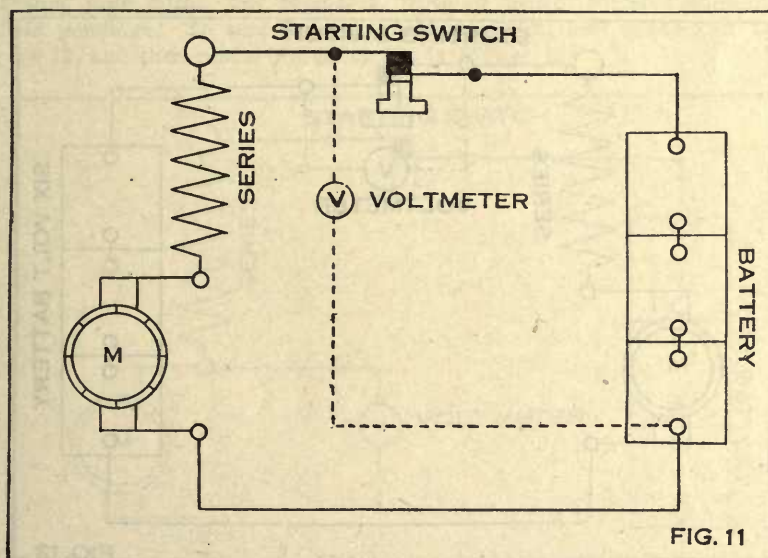 STARTING SWITCH
SERIES
V VOLTMETER
BATTERY
M
FIG. 11